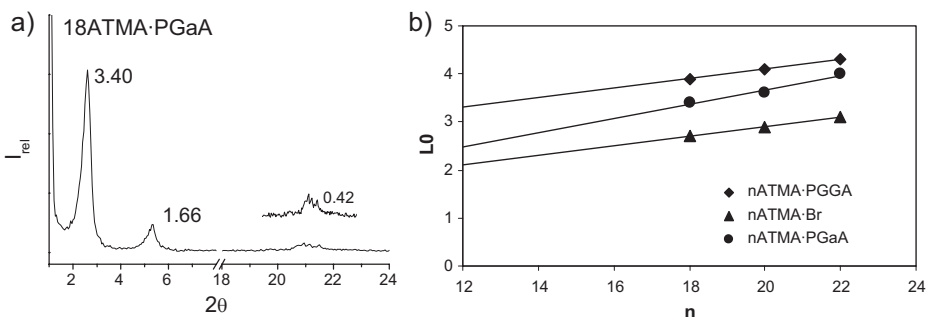 a)
18ATMA·PGaA
3.40
1.66
0.42
I_rel
2 4 6 18 20 22 24
2θ
b)
5
4
3
2
1
0
L0
nATMA·PGGA
nATMA·Br
nATMA·PGaA
12 14 16 18 20 22 24
n